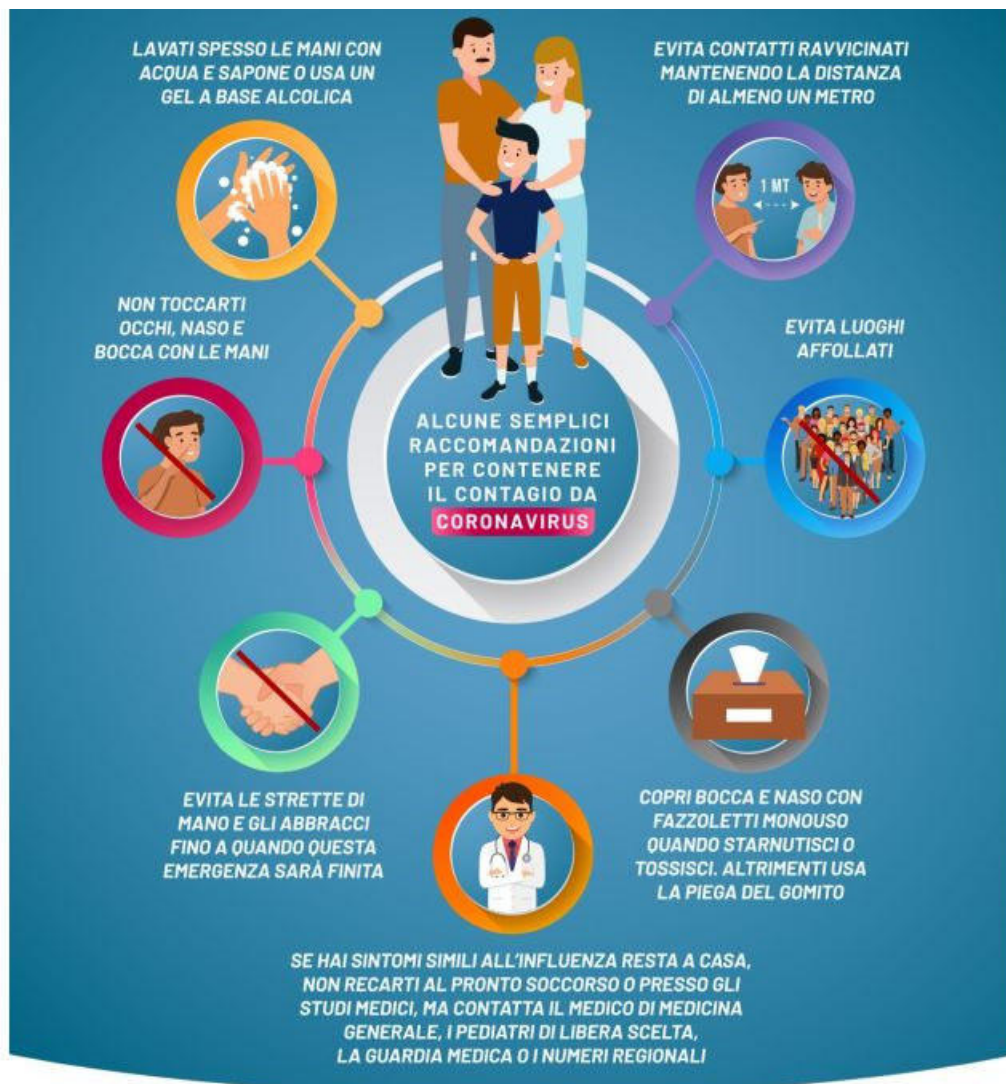 LAVATI SPESSO LE MANI CON
ACQUA E SAPONE O USA UN
GEL A BASE ALCOLICA
EVITA CONTATTI RAVVICINATI
MANTENENDO LA DISTANZA
DI ALMENO UN METRO
1 MT
NON TOCCARTI
OCCHI, NASO E
BOCCA CON LE MANI
EVITA LUOGHI
AFFOLLATI
ALCUNE SEMPLICI
RACCOMANDAZIONI
PER CONTENERE
IL CONTAGIO DA
CORONAVIRUS
EVITA LE STRETTE DI
MANO E GLI ABBRACCI
FINO A QUANDO QUESTA
EMERGENZA SARÀ FINITA
COPRI BOCCA E NASO CON
FAZZOLETTI MONOUSO
QUANDO STARNUTISCI O
TOSSISCI. ALTRIMENTI USA
LA PIEGA DEL GOMITO
SE HAI SINTOMI SIMILI ALL'INFLUENZA RESTA A CASA,
NON RECARTI AL PRONTO SOCCORSO O PRESSO GLI
STUDI MEDICI, MA CONTATTA IL MEDICO DI MEDICINA
GENERALE, I PEDIATRI DI LIBERA SCELTA,
LA GUARDIA MEDICA O I NUMERI REGIONALI